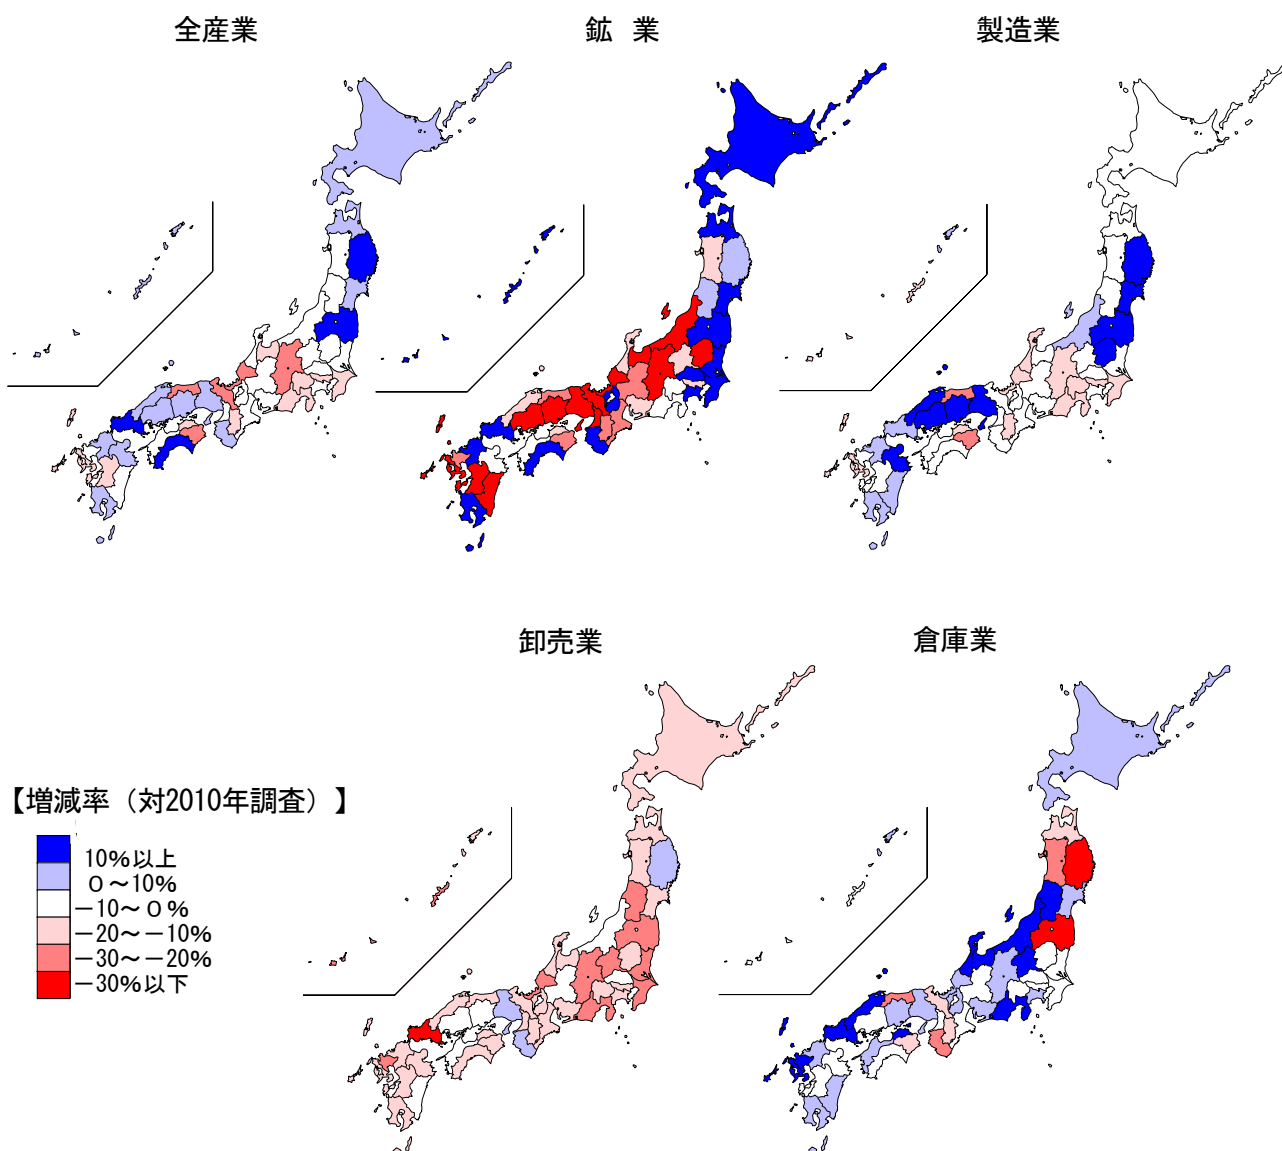 全産業
鉱　業
製造業
卸売業
倉庫業
【増減率（対2010年調査）】
10％以上
０～10％
－10～０％
－20～－10％
－30～－20％
－30％以下